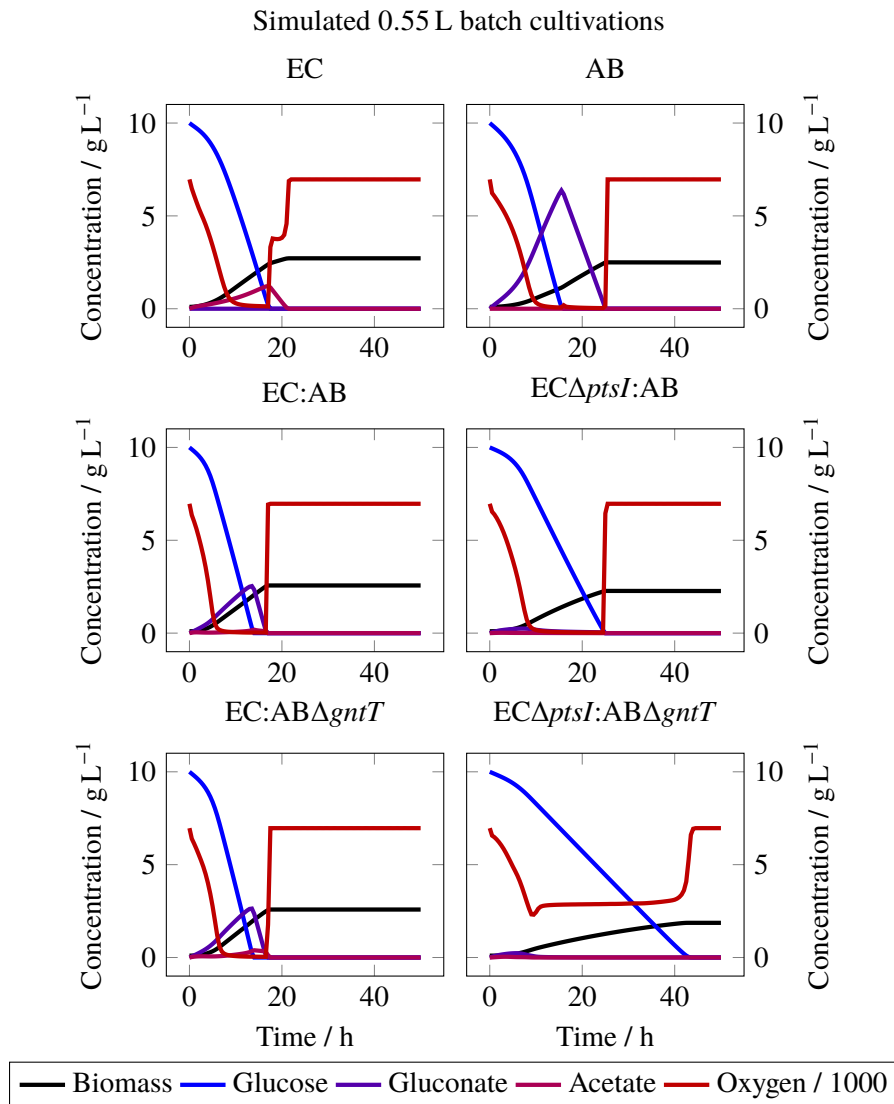 Simulated 0.55 L batch cultivations
EC
AB
10
5
0
0
20
40
Concentration / g L⁻¹
10
5
0
0
20
40
Concentration / g L⁻¹
EC:AB
ECΔptsI:AB
10
5
0
0
20
40
Concentration / g L⁻¹
10
5
0
0
20
40
Concentration / g L⁻¹
EC:ABΔgntT
ECΔptsI:ABΔgntT
10
5
0
0
20
40
Concentration / g L⁻¹
Time / h
10
5
0
0
20
40
Concentration / g L⁻¹
Time / h
Biomass Glucose Gluconate Acetate Oxygen / 1000